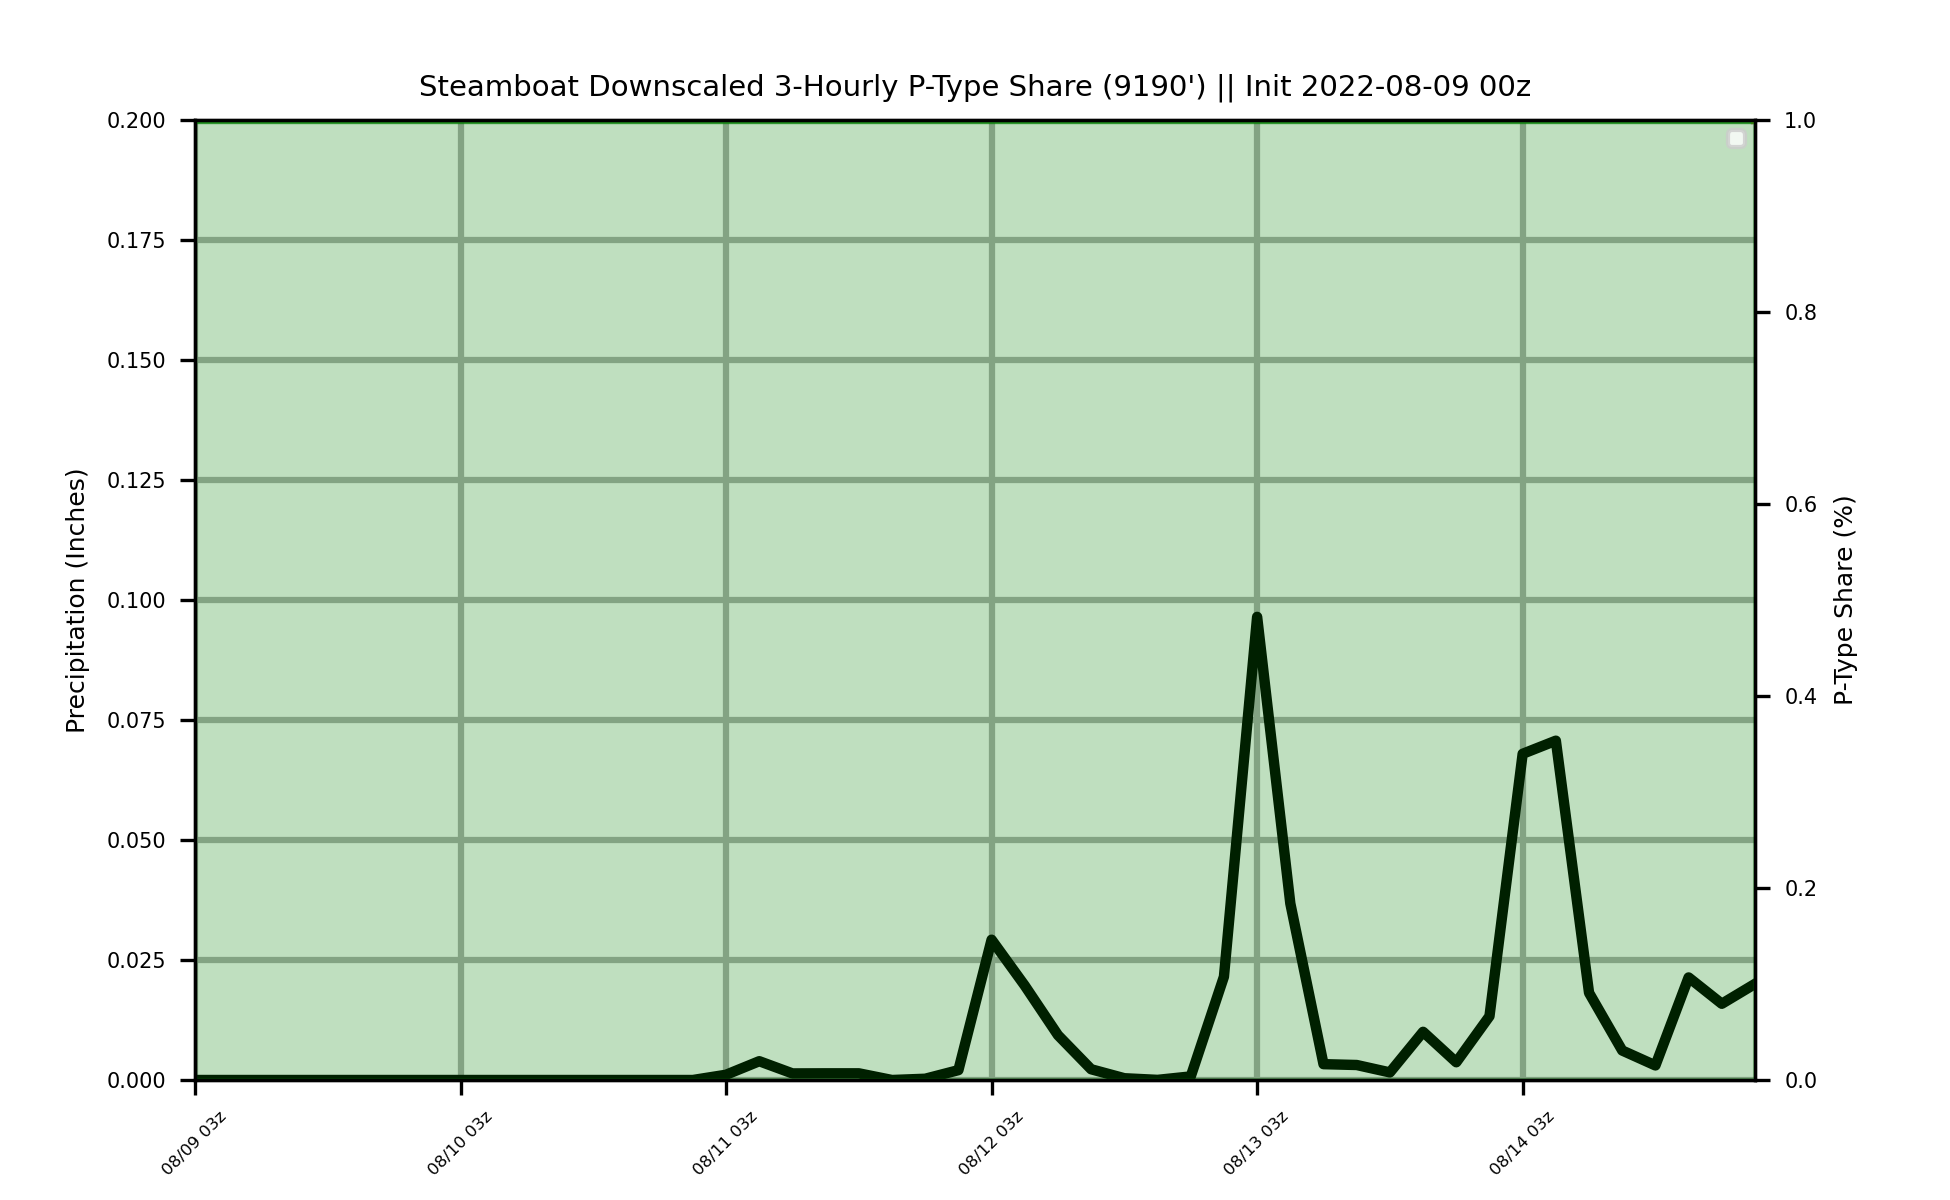 Steamboat Downscaled 3-Hourly P-Type Share (9190') || Init 2022-08-09 00z
0.200
0.175
0.150
0.125
0.100
0.075
0.050
0.025
0.000
Precipitation (Inches)
1.0
0.8
0.6
0.4
0.2
0.0
P-Type Share (%)
08/09 03z
08/10 03z
08/11 03z
08/12 03z
08/13 03z
08/14 03z